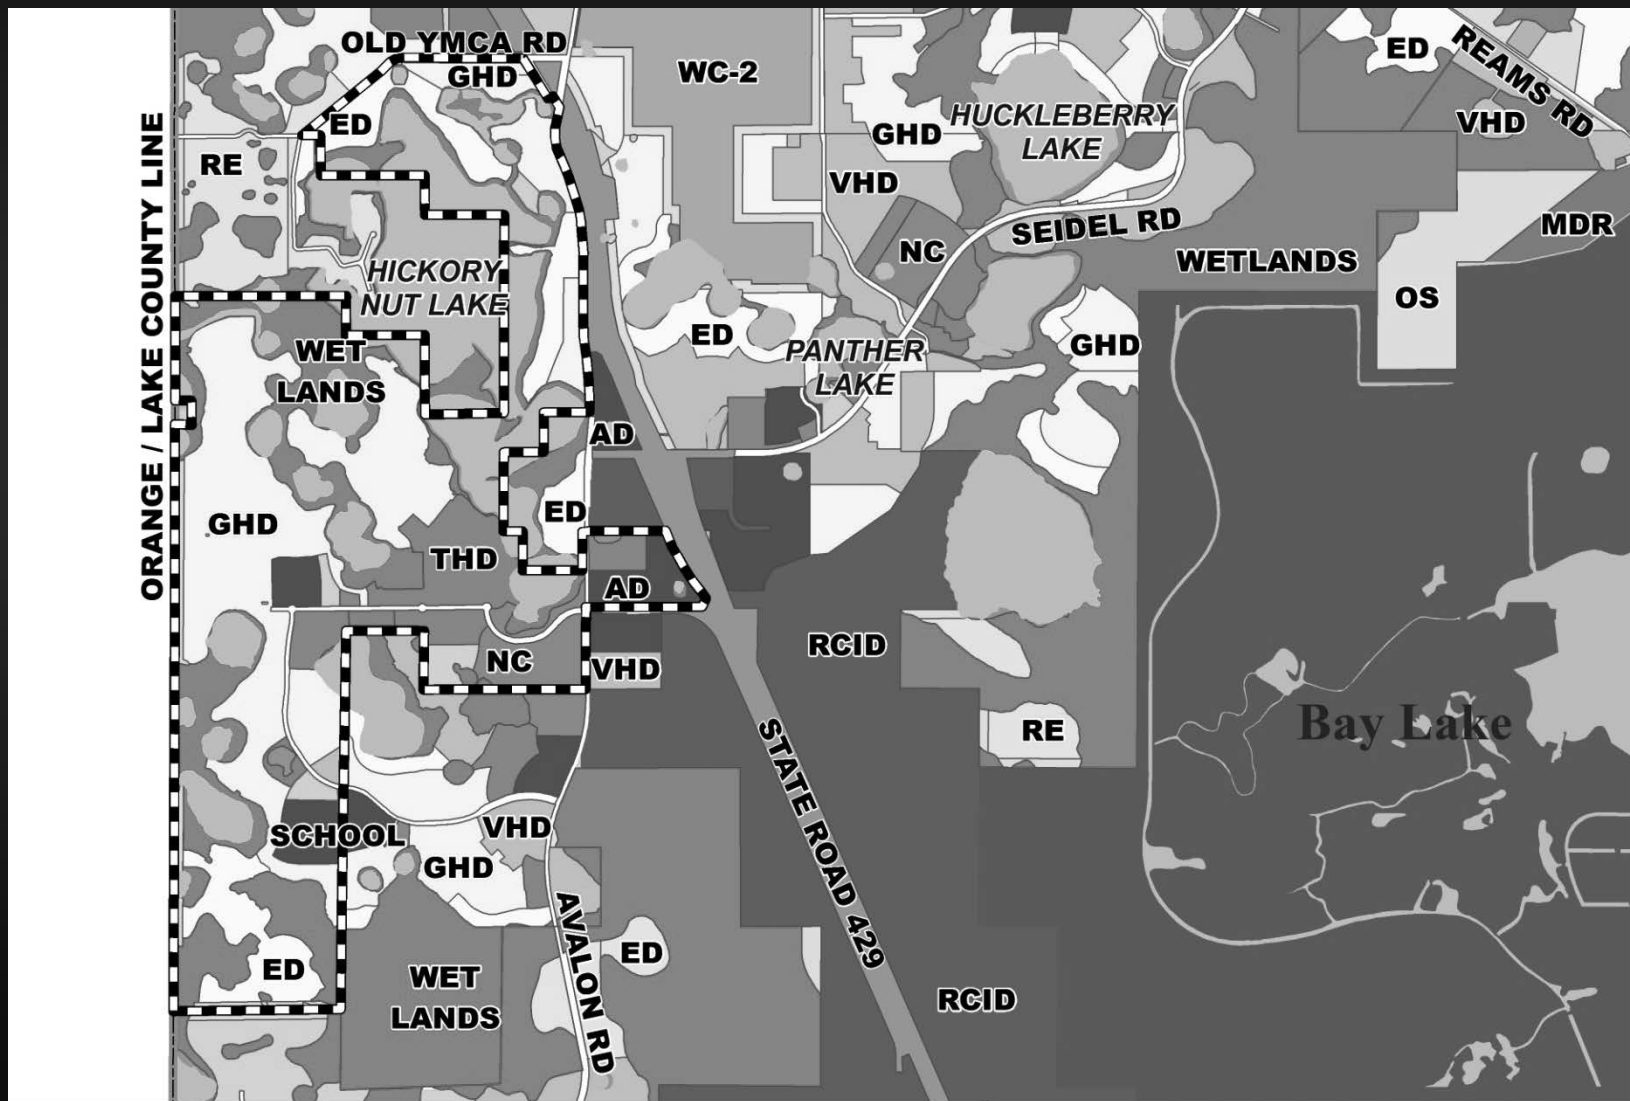 OLD YMCA RD
GHD
WC-2
ED
REAMS RD
ED
HUCKLEBERRY
LAKE
GHD
VHD
RE
VHD
ORANGE / LAKE COUNTY LINE
SEIDEL RD
MDR
NC
WETLANDS
HICKORY
NUT LAKE
OS
ED
GHD
WET
LANDS
PANTHER
LAKE
AD
GHD
ED
THD
AD
RCID
NC
VHD
Bay Lake
RE
STATE ROAD 429
SCHOOL
VHD
GHD
AVALON RD
ED
ED
WET
LANDS
RCID